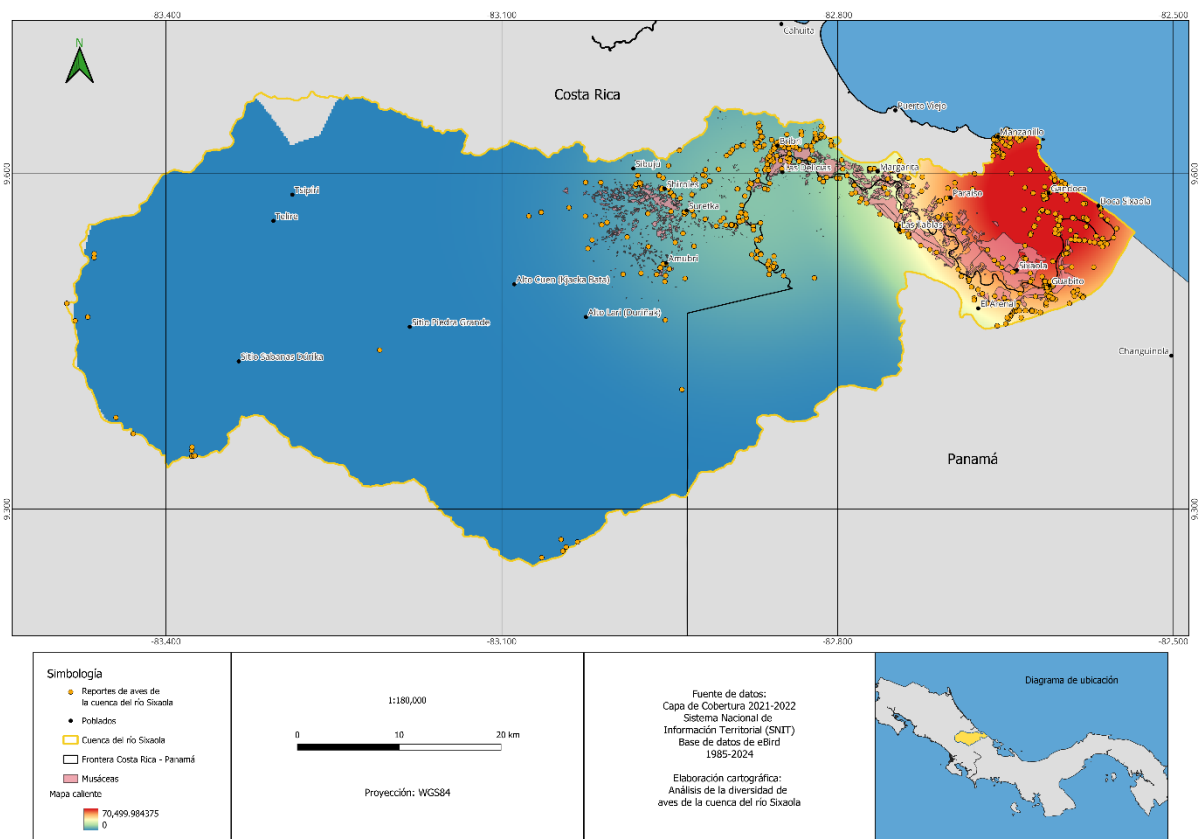 83.400
83.100
82.800
82.500
N
Cahuita
Costa Rica
Puerto Viejo
Manzanillo
Bribri
9.600
9.600
Sibujú
Las Delicias
Margarita
Shiroles
Gandoca
Tsipiri
Paraíso
Boca Sixaola
Suretka
Telire
Las Tablas
Amubri
Sixaola
Alto Cuen (Kjacka Bata)
Guabito
El Arena
Alto Lari (Duriñak)
Sitio Piedra Grande
Changuinola
Sitio Sabanas Dúrika
Panamá
9.300
9.300
-83.400
-83.100
-82.800
-82.500
Simbología
Reportes de aves de
la cuenca del río Sixaola
Poblados
Cuenca del río Sixaola
Frontera Costa Rica - Panamá
Musáceas
Mapa caliente
70,499.984375
0
1:180,000
0
10
20 km
Proyección: WGS84
Fuente de datos:
Capa de Cobertura 2021-2022
Sistema Nacional de
Información Territorial (SNIT)
Base de datos de eBird
1985-2024
Elaboración cartográfica:
Análisis de la diversidad de
aves de la cuenca del río Sixaola
Diagrama de ubicación